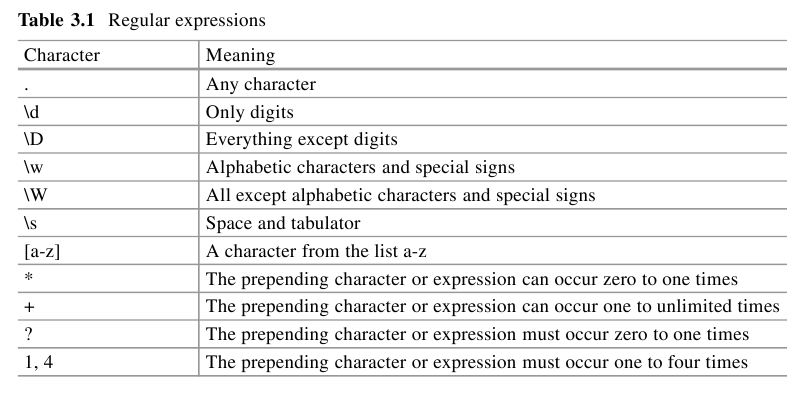 Table 3.1 Regular expressions
Character Meaning
. Any character
\d Only digits
\D Everything except digits
\w Alphabetic characters and special signs
\W All except alphabetic characters and special signs
\s Space and tabulator
[a-z] A character from the list a-z
* The prepending character or expression can occur zero to one times
+ The prepending character or expression can occur one to unlimited times
? The prepending character or expression must occur zero to one times
1, 4 The prepending character or expression must occur one to four times